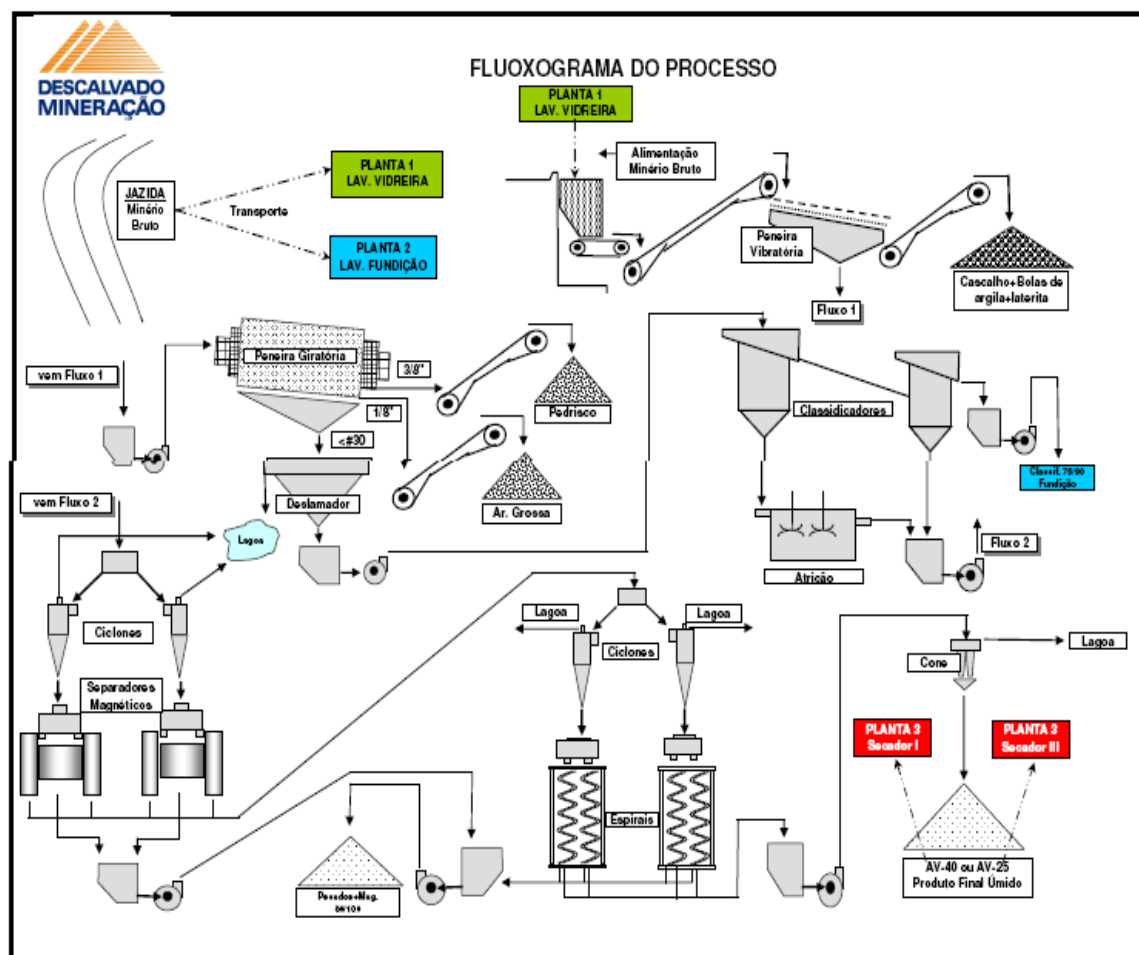 DESCALVADO
MINERAÇÃO
FLUOXOGRAMA DO PROCESSO
PLANTA 1
LAV. VIDREIRA
Alimentação
Minério Bruto
PLANTA 1
LAV. VIDREIRA
JAZIDA
Minério
Bruto
Transporte
PLANTA 2
LAV. FUNDIÇÃO
Peneira
Vibratória
Cascalho+Bolas de
argila+laterita
Fluxo 1
Peneira Giratória
vem Fluxo 1
3/8"
1/8"
Pedrisco
<#30
Classidicadores
Deslamador
Ar. Grossa
Fundição
vem Fluxo 2
Lagoa
Fluxo 2
Atrição
Ciclones
Lagoa
Lagoa
Ciclones
Lagoa
Cone
Separadores
Magnéticos
PLANTA 3
Secador I
PLANTA 3
Secador III
Espirais
AV-40 ou AV-25
Produto Final Úmido